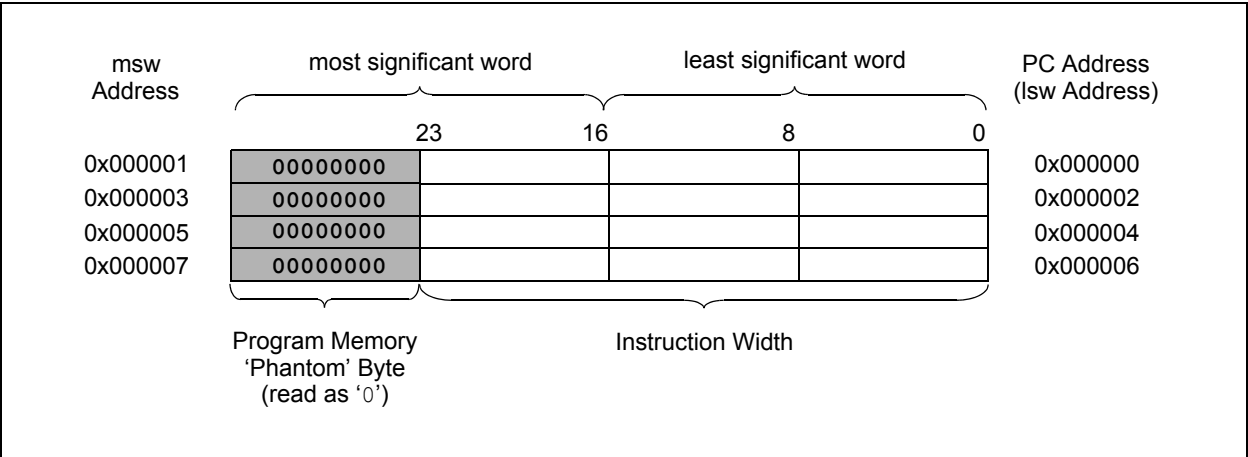 msw
Address
most significant word
least significant word
PC Address
(lsw Address)
23
16
8
0
0x000001
00000000
0x000000
0x000003
00000000
0x000002
0x000005
00000000
0x000004
0x000007
00000000
0x000006
Program Memory
‘Phantom’ Byte
(read as ‘0’)
Instruction Width